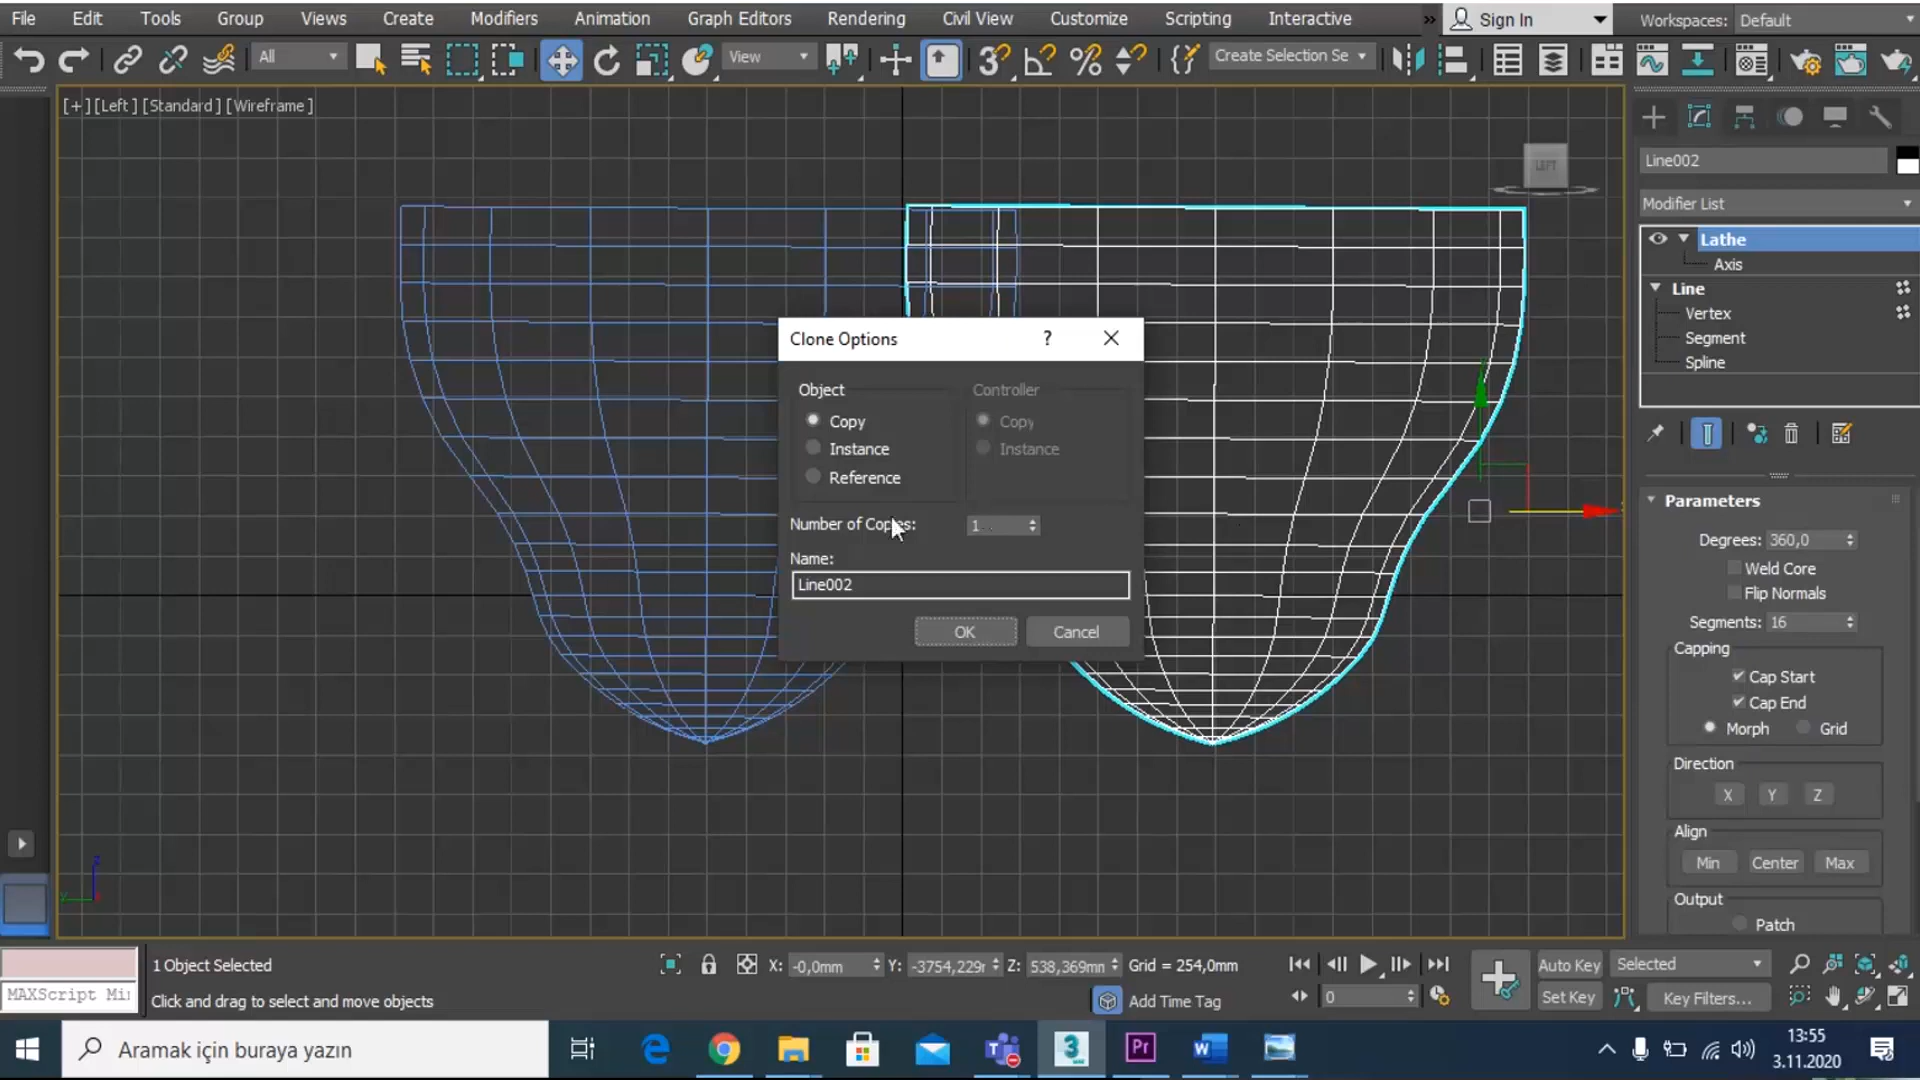 File Edit Tools Group Views Create Modifiers Animation Graph Editors Rendering Civil View Customize Scripting Interactive » Sign In Workspaces: Default
All View Create Selection Se
[+] [Left] [Standard] [Wireframe]
LEFT
Line002
Modifier List
Lathe
Axis
Line
Vertex
Segment
Spline
Clone Options ?
Object Controller
Copy Copy
Instance Instance
Reference
Number of Copies: 1
Name:
Line002
OK Cancel
Parameters
Degrees: 360,0
Weld Core
Flip Normals
Segments: 16
Capping
Cap Start
Cap End
Morph Grid
Direction
X Y Z
Align
Min Center Max
Output
Patch
1 Object Selected X: -0,0mm Y: -3754,229r Z: 538,369mm Grid = 254,0mm Auto Key Selected
MAXScript Mi Click and drag to select and move objects Add Time Tag 0 Set Key Key Filters...
Aramak için buraya yazın
13:55
3.11.2020